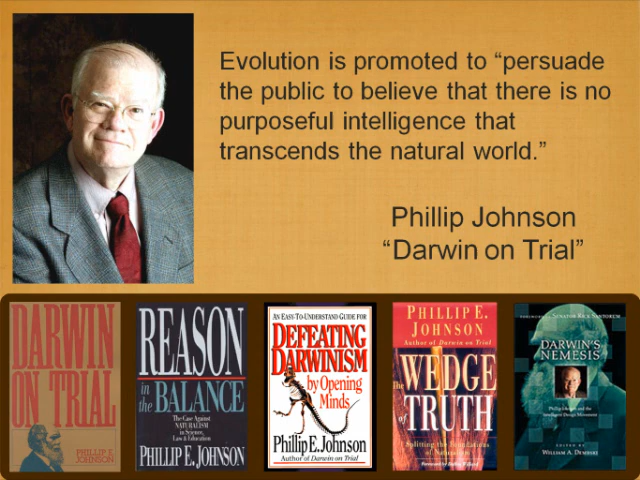 Evolution is promoted to “persuade
the public to believe that there is no
purposeful intelligence that
transcends the natural world.”
Phillip Johnson
“Darwin on Trial”
DARWIN
ON TRIAL
PHILLIP E.
JOHNSON
REASON
in the
BALANCE
The Case Against
NATURALISM
in Science,
Law & Education
PHILLIP E. JOHNSON
AN EASY-TO-UNDERSTAND GUIDE FOR
DEFEATING
DARWINISM
by Opening
Minds
Phillip E. Johnson
Author of Darwin on Trial
PHILLIP E.
JOHNSON
Author of Darwin on Trial
The
WEDGE
of
TRUTH
Splitting the Foundations
of Naturalism
FOREWORD BY SENATOR RICK SANTORUM
DARWIN'S
NEMESIS
Phillip Johnson and the
Intelligent Design Movement
EDITED BY
WILLIAM A. DEMBSKI